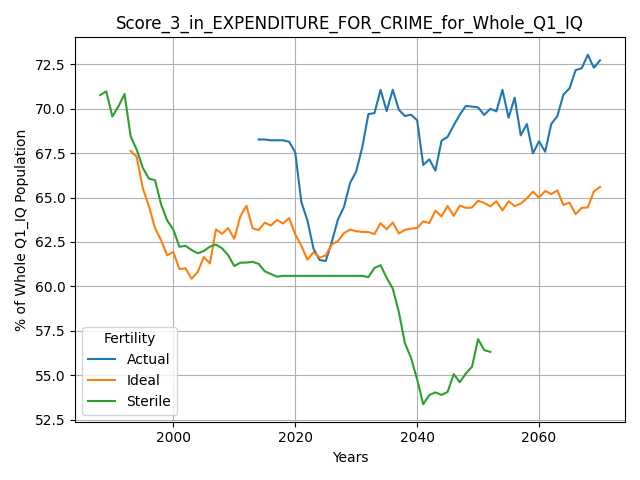 Score_3_in_EXPENDITURE_FOR_CRIME_for_Whole_Q1_IQ
% of Whole Q1_IQ Population
72.5
70.0
67.5
65.0
62.5
60.0
57.5
55.0
52.5
Fertility
Actual
Ideal
Sterile
2000 2020 2040 2060
Years